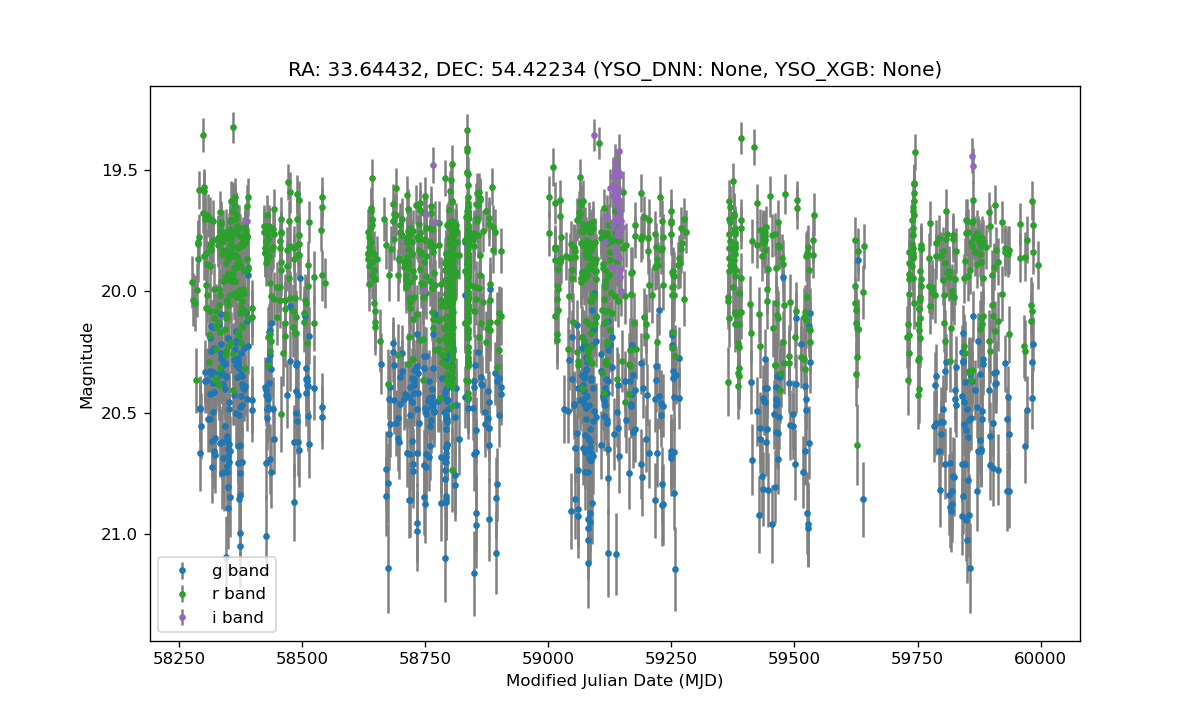 RA: 33.64432, DEC: 54.42234 (YSO_DNN: None, YSO_XGB: None)
Magnitude
19.5
20.0
20.5
21.0
g band
r band
i band
58250 58500 58750 59000 59250 59500 59750 60000
Modified Julian Date (MJD)